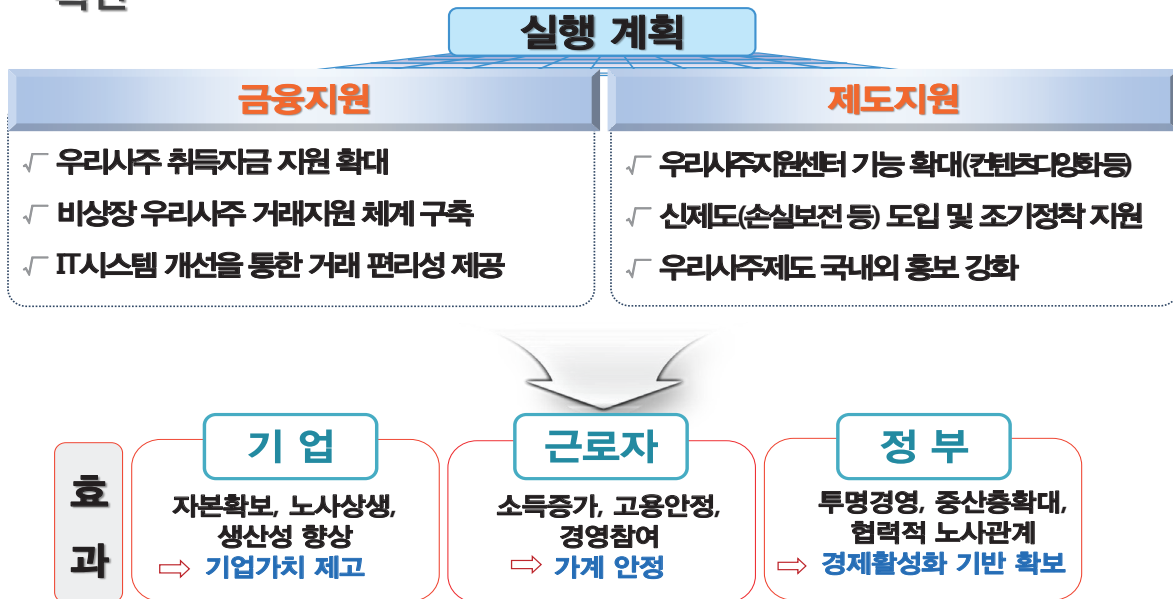 실행 계획
금융지원
√ 우리사주 취득자금 지원 확대
√ 비상장 우리사주 거래지원 체계 구축
√ IT시스템 개선을 통한 거래 편리성 제공
제도지원
√ 우리사주지원센터 기능 확대(컨텐츠다양화 등)
√ 신제도(손실보전 등) 도입 및 조기정착 지원
√ 우리사주제도 국내외 홍보 강화
효과
기 업
자본확보, 노사상생,
생산성 향상
⇨ 기업가치 제고
근로자
소득증가, 고용안정,
경영참여
⇨ 가계 안정
정 부
투명경영, 중산층확대,
협력적 노사관계
⇨ 경제활성화 기반 확보